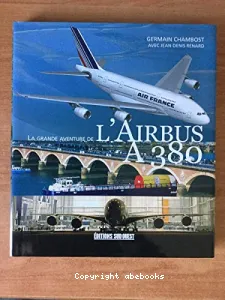 GERMAIN CHAMBOST
AVEC JEAN-DENIS RENARD
AIR FRANCE
LA GRANDE AVENTURE DE L'AIRBUS
A 380
ÉDITIONS SUD OUEST
Copyright abebooks